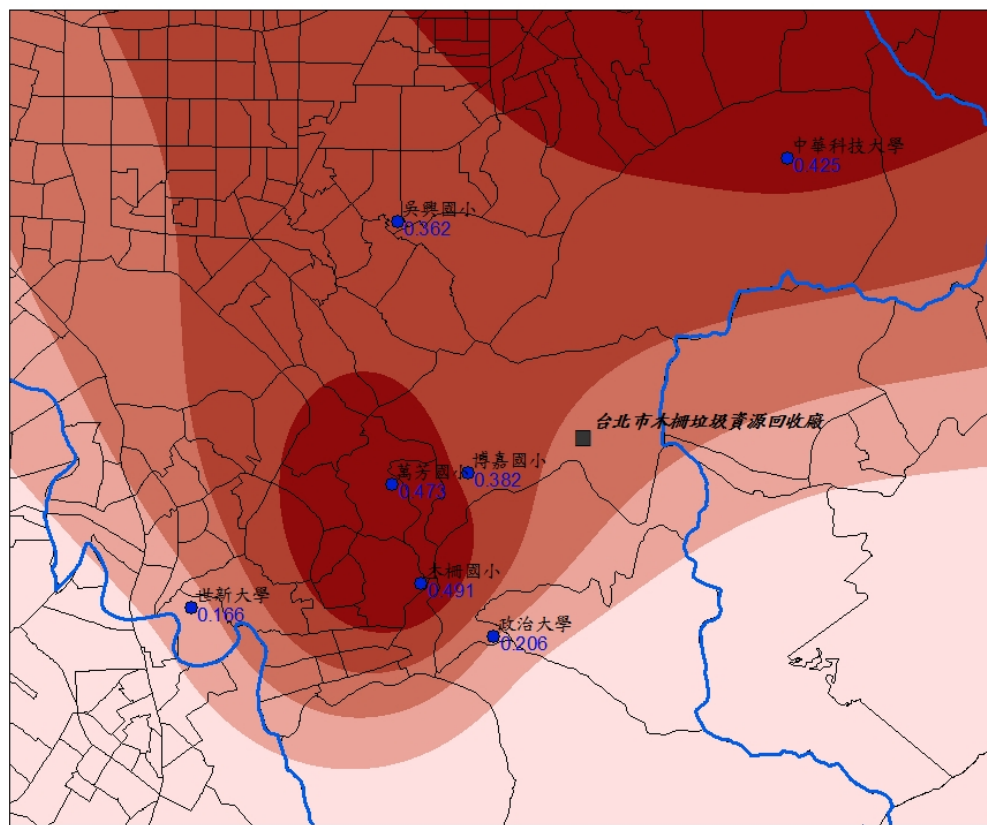 中華科技大學
0.425
吳興國小
0.362
台北市木柵垃圾資源回收廠
博嘉國小
0.382
萬芳國小
0.473
木柵國小
0.491
世新大學
0.166
政治大學
0.206